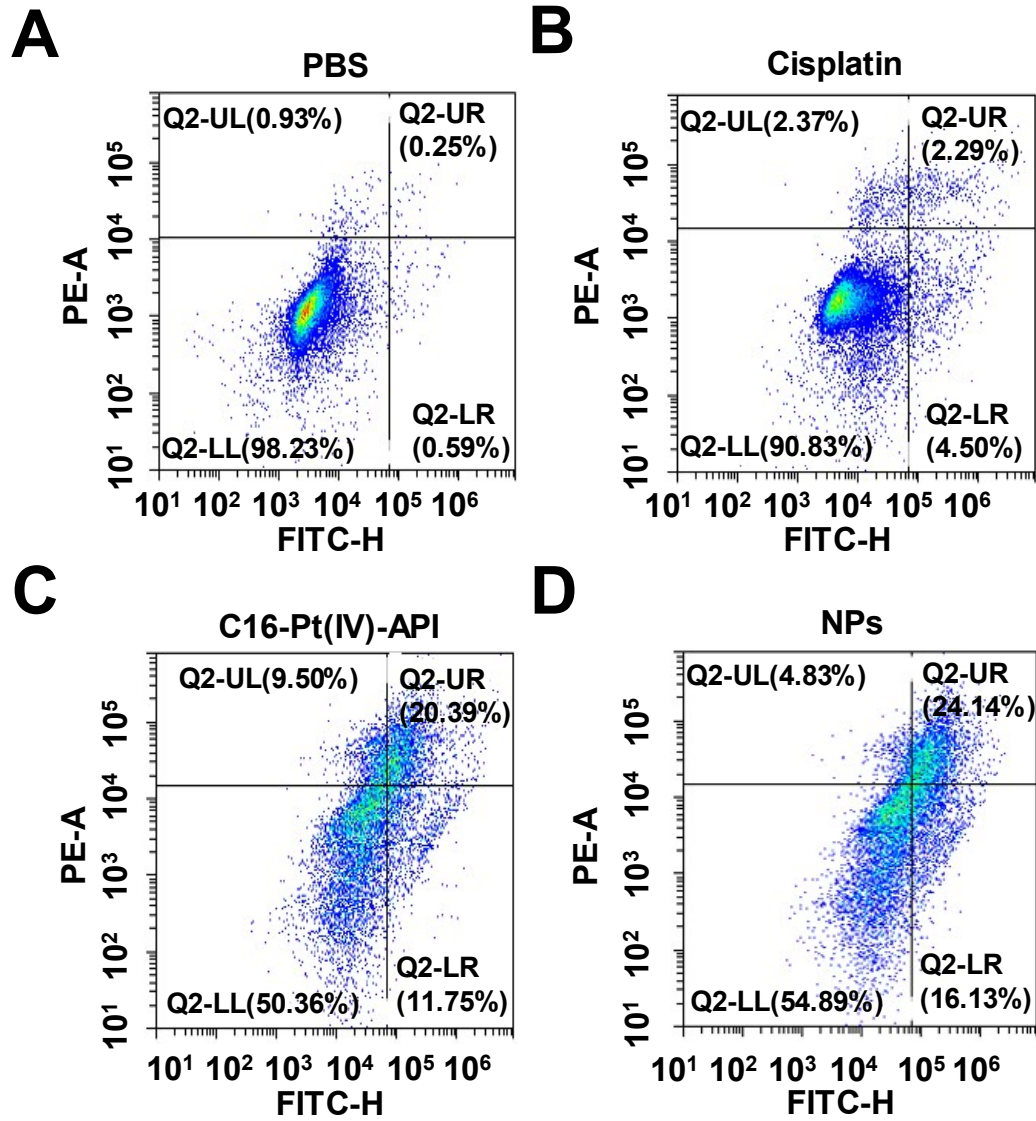 A
PBS
Q2-UL(0.93%)
Q2-UR
(0.25%)
Q2-LL(98.23%)
Q2-LR
(0.59%)
PE-A
10⁵
10⁴
10³
10²
10¹
10¹ 10² 10³ 10⁴ 10⁵ 10⁶
FITC-H
B
Cisplatin
Q2-UL(2.37%)
Q2-UR
(2.29%)
Q2-LL(90.83%)
Q2-LR
(4.50%)
PE-A
10⁵
10⁴
10³
10²
10¹
10¹ 10² 10³ 10⁴ 10⁵ 10⁶
FITC-H
C
C16-Pt(IV)-API
Q2-UL(9.50%)
Q2-UR
(20.39%)
Q2-LL(50.36%)
Q2-LR
(11.75%)
PE-A
10⁵
10⁴
10³
10²
10¹
10¹ 10² 10³ 10⁴ 10⁵ 10⁶
FITC-H
D
NPs
Q2-UL(4.83%)
Q2-UR
(24.14%)
Q2-LL(54.89%)
Q2-LR
(16.13%)
PE-A
10⁵
10⁴
10³
10²
10¹
10¹ 10² 10³ 10⁴ 10⁵ 10⁶
FITC-H